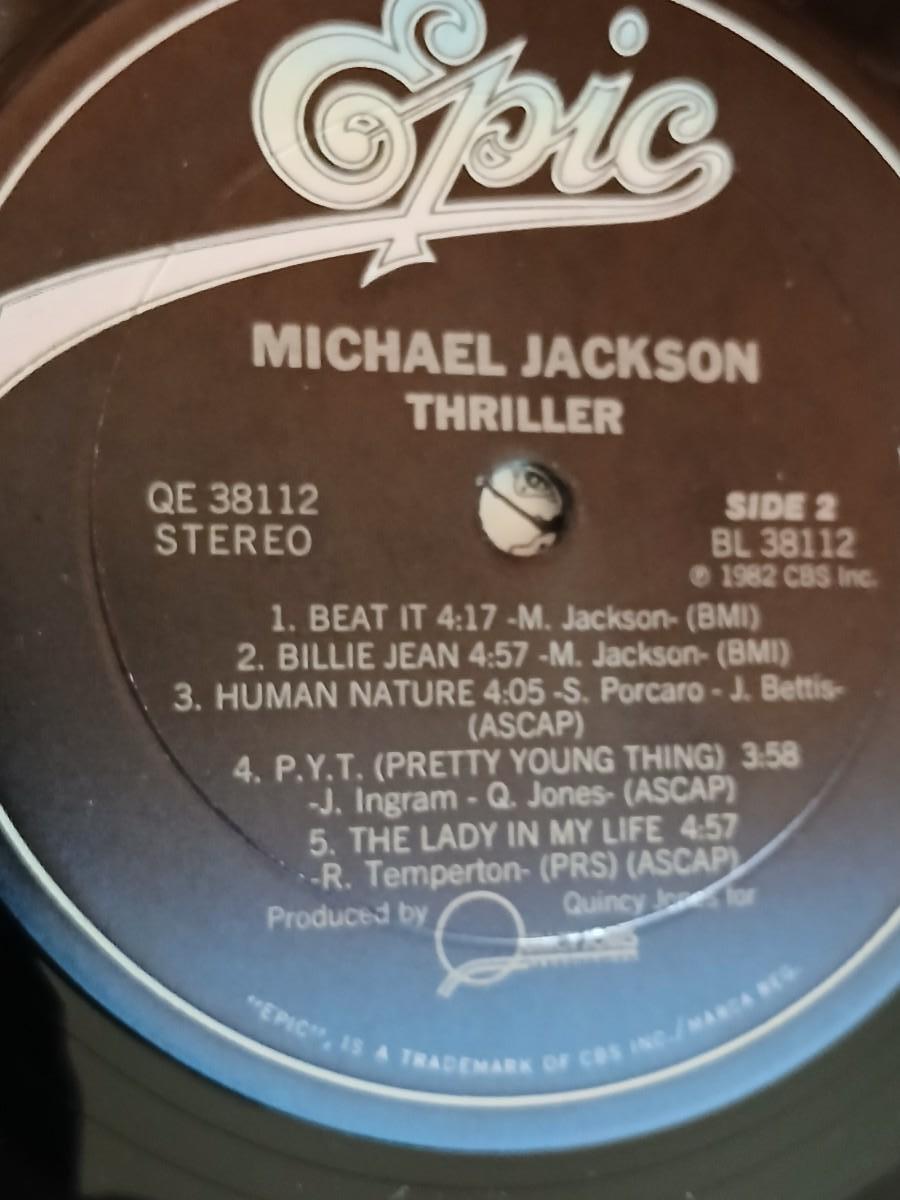 Epic
MICHAEL JACKSON
THRILLER
QE 38112
STEREO
SIDE 2
BL 38112
℗ 1982 CBS Inc.
1. BEAT IT 4:17 -M. Jackson- (BMI)
2. BILLIE JEAN 4:57 -M. Jackson- (BMI)
3. HUMAN NATURE 4:05 -S. Porcaro - J. Bettis-
(ASCAP)
4. P.Y.T. (PRETTY YOUNG THING) 3:58
-J. Ingram - Q. Jones- (ASCAP)
5. THE LADY IN MY LIFE 4:57
-R. Temperton- (PRS) (ASCAP)
Produced by Quincy Jones for
"EPIC", IS A TRADEMARK OF CBS INC./MARCA REG.